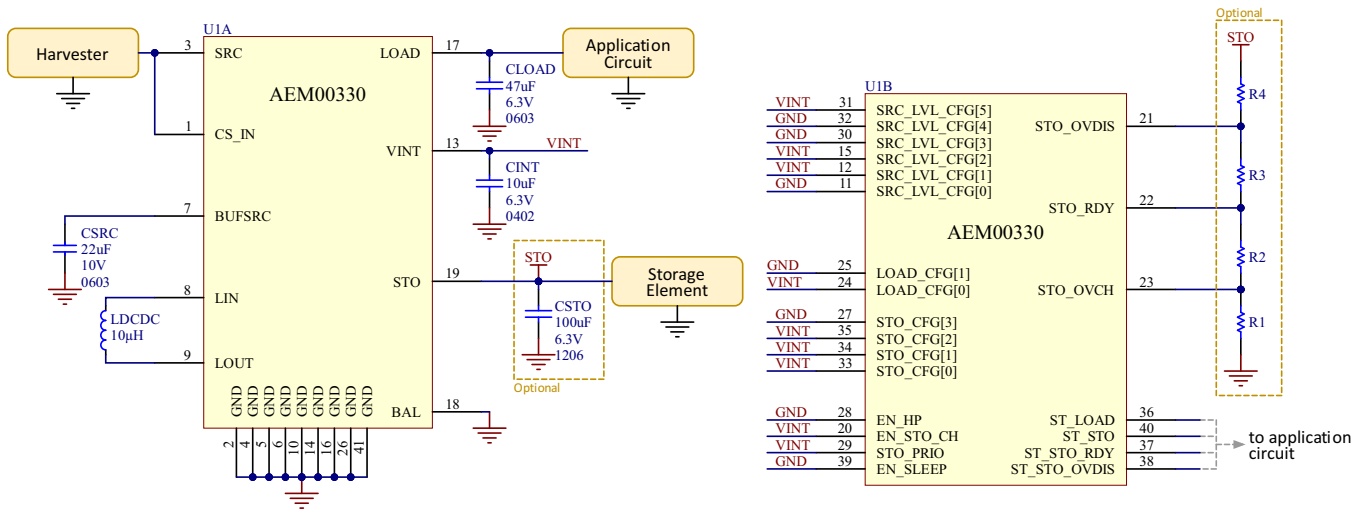 U1A
Harvester
3
SRC
LOAD
17
Application
Circuit
AEM00330
CLOAD
47uF
6.3V
0603
1
CS_IN
VINT
13
VINT
CINT
10uF
6.3V
0402
7
BUFSRC
CSRC
22uF
10V
0603
STO
STO
19
Storage
Element
CSTO
100uF
6.3V
1206
Optional
8
LIN
LDCDC
10µH
9
LOUT
BAL
18
GND
GND
GND
GND
GND
GND
GND
GND
GND
2
4
5
6
10
14
16
26
41
U1B
AEM00330
VINT 31 SRC_LVL_CFG[5]
GND 32 SRC_LVL_CFG[4]
GND 30 SRC_LVL_CFG[3]
VINT 15 SRC_LVL_CFG[2]
VINT 12 SRC_LVL_CFG[1]
GND 11 SRC_LVL_CFG[0]
GND 25 LOAD_CFG[1]
VINT 24 LOAD_CFG[0]
GND 27 STO_CFG[3]
VINT 35 STO_CFG[2]
VINT 34 STO_CFG[1]
VINT 33 STO_CFG[0]
GND 28 EN_HP
VINT 20 EN_STO_CH
VINT 29 STO_PRIO
GND 39 EN_SLEEP
STO_OVDIS 21
STO_RDY 22
STO_OVCH 23
ST_LOAD 36
ST_STO 40
ST_STO_RDY 37
ST_STO_OVDIS 38
to application
circuit
Optional
STO
R4
R3
R2
R1